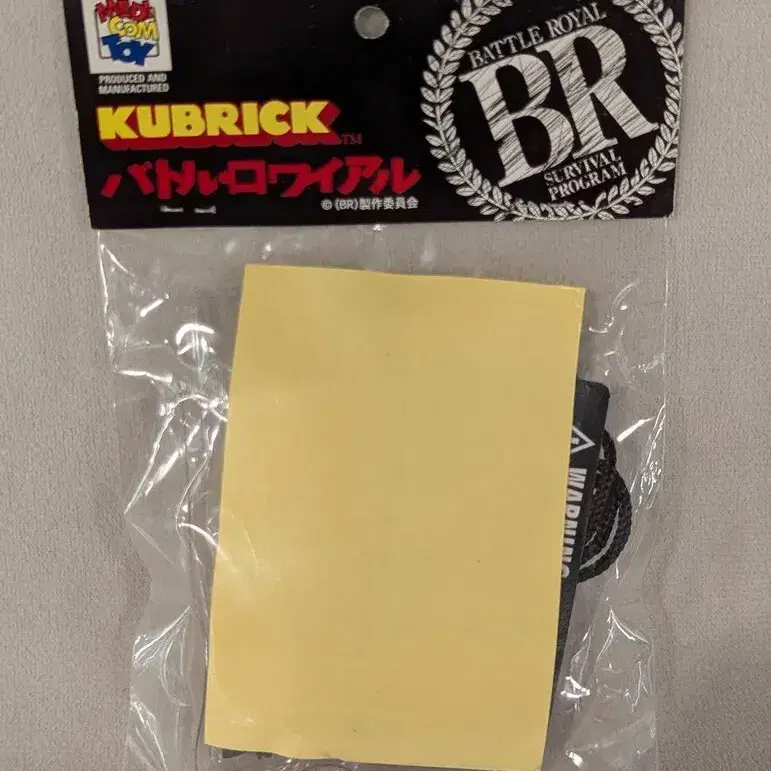 MEDICOM
TOY
PRODUCED AND
MANUFACTURED
KUBRICK™
バトル・ロワイアル
©(BR)製作委員会
BATTLE ROYAL
BR
SURVIVAL
PROGRAM
WARNING